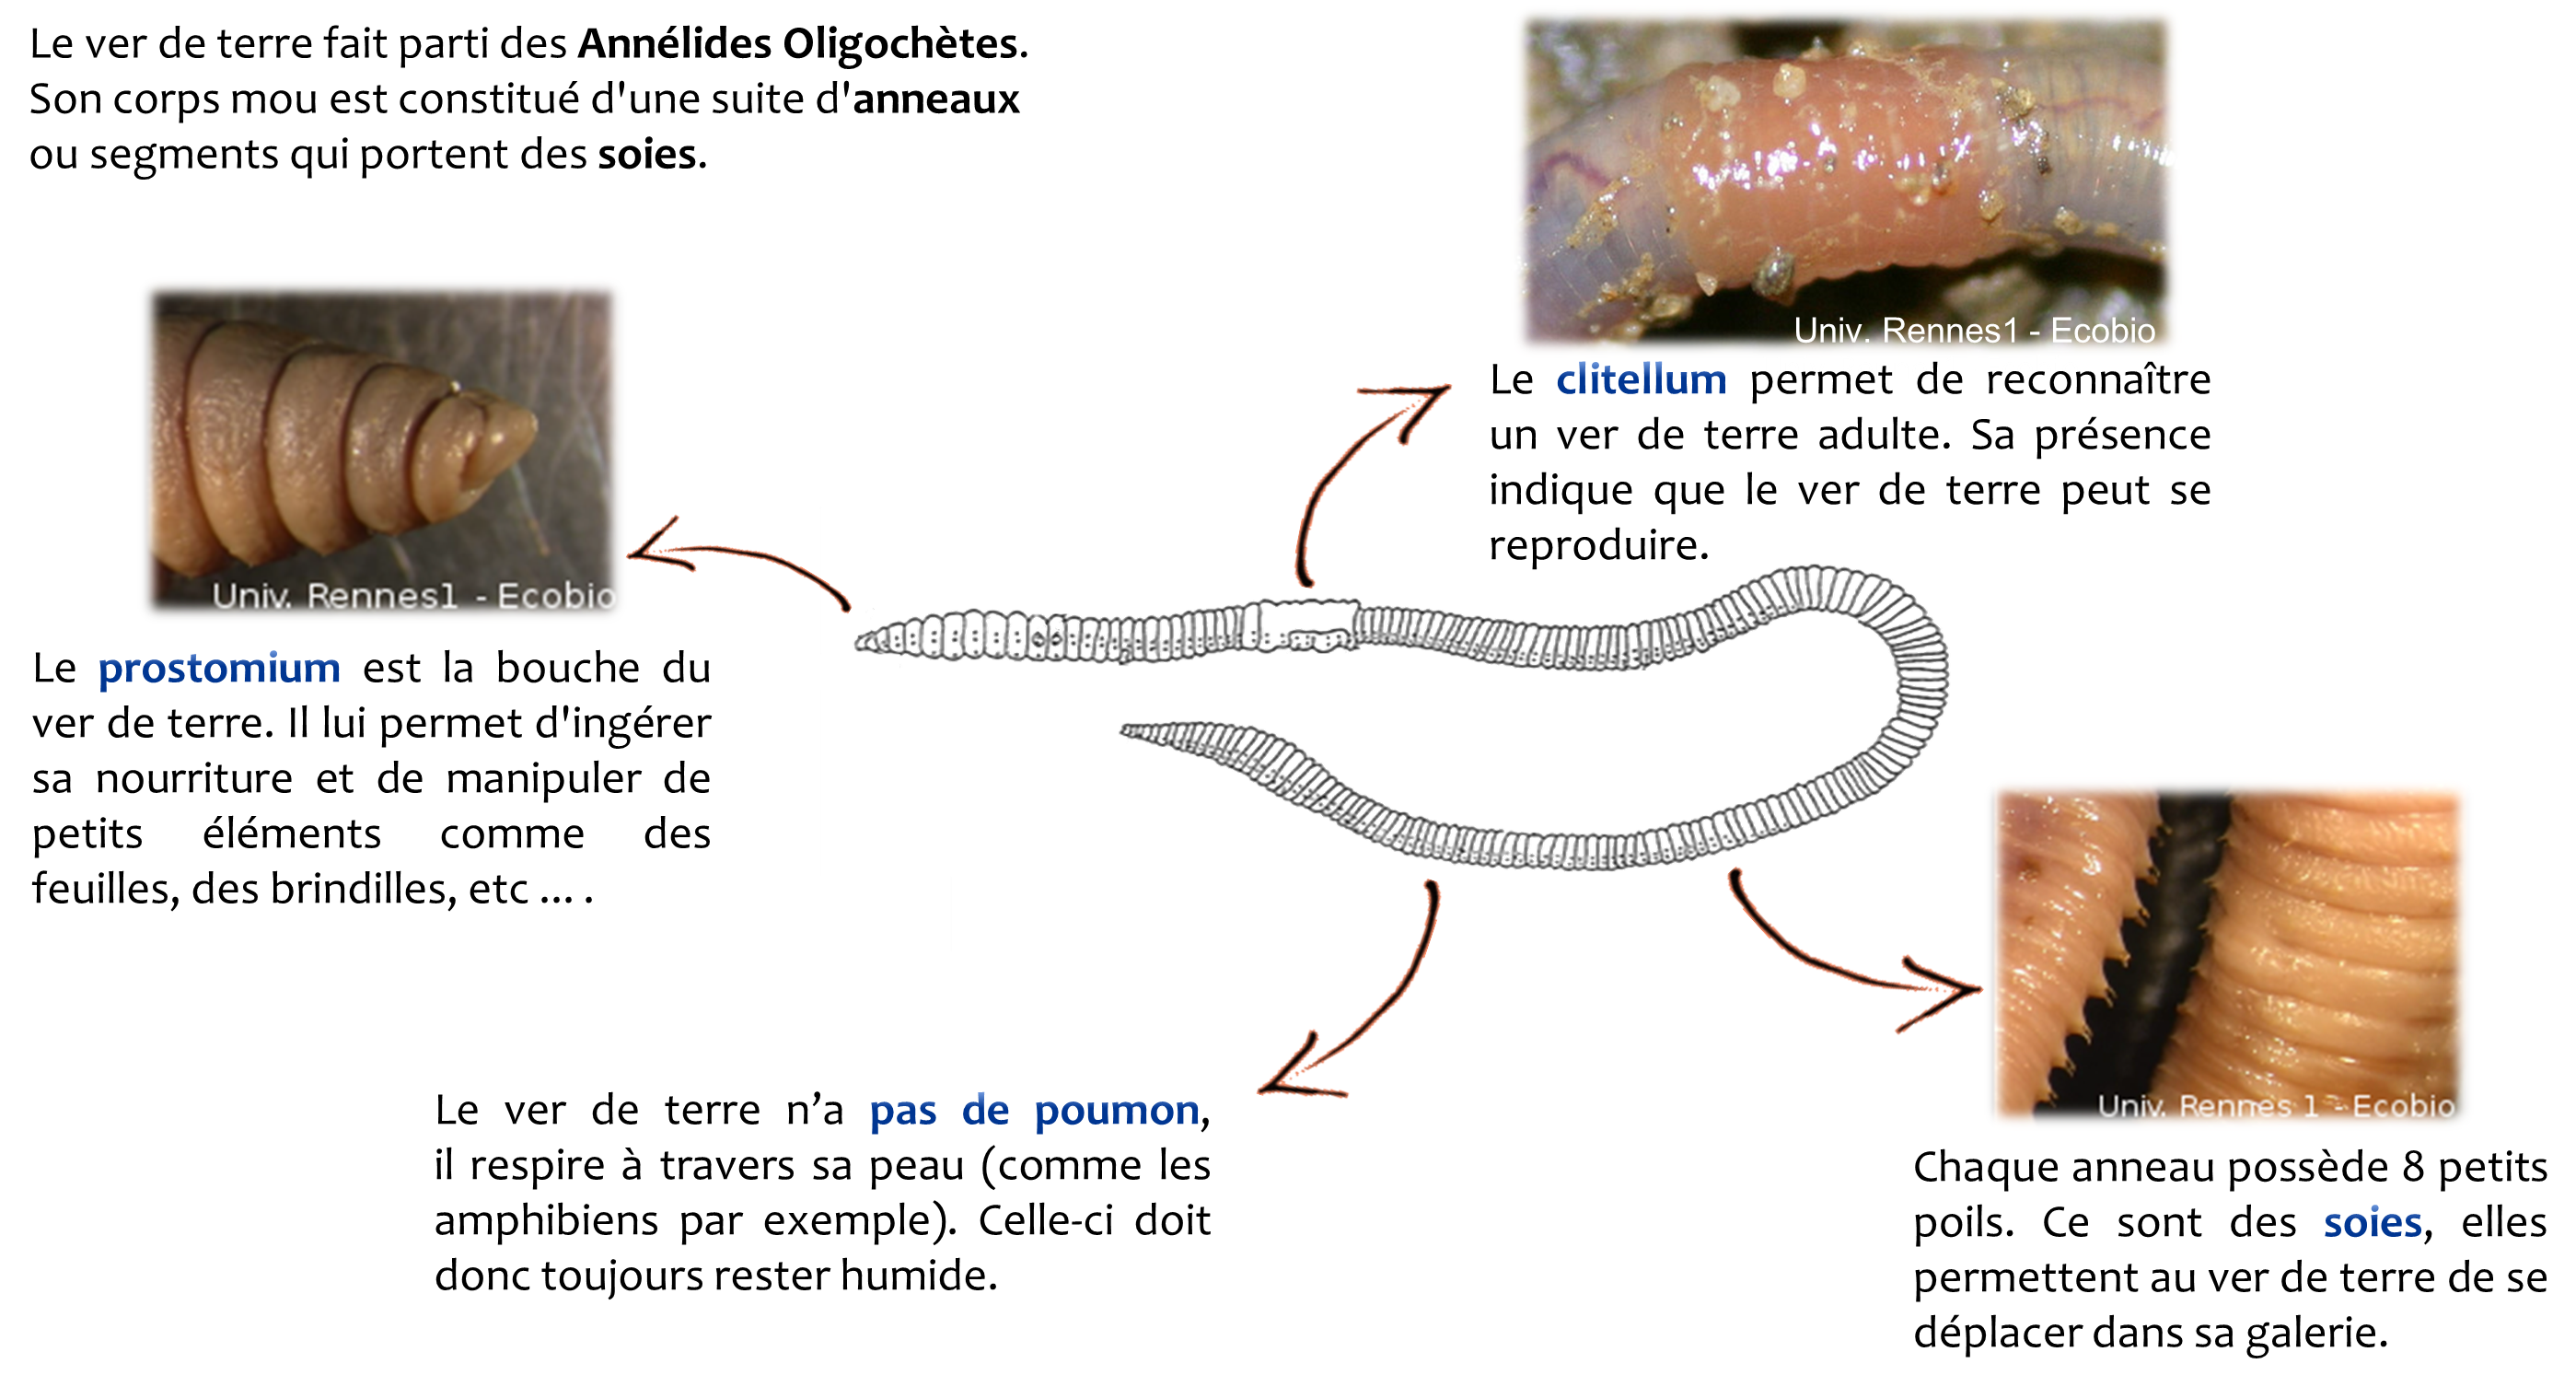 Le ver de terre fait parti des Annélides Oligochètes.
Son corps mou est constitué d'une suite d'anneaux
ou segments qui portent des soies.
Univ. Rennes1 - Ecobio
Le clitellum permet de reconnaître
un ver de terre adulte. Sa présence
indique que le ver de terre peut se
reproduire.
Univ. Rennes1 - Ecobio
Le prostomium est la bouche du
ver de terre. Il lui permet d'ingérer
sa nourriture et de manipuler de
petits éléments comme des
feuilles, des brindilles, etc ... .
Le ver de terre n’a pas de poumon,
il respire à travers sa peau (comme les
amphibiens par exemple). Celle-ci doit
donc toujours rester humide.
Univ. Rennes 1 - Ecobio
Chaque anneau possède 8 petits
poils. Ce sont des soies, elles
permettent au ver de terre de se
déplacer dans sa galerie.